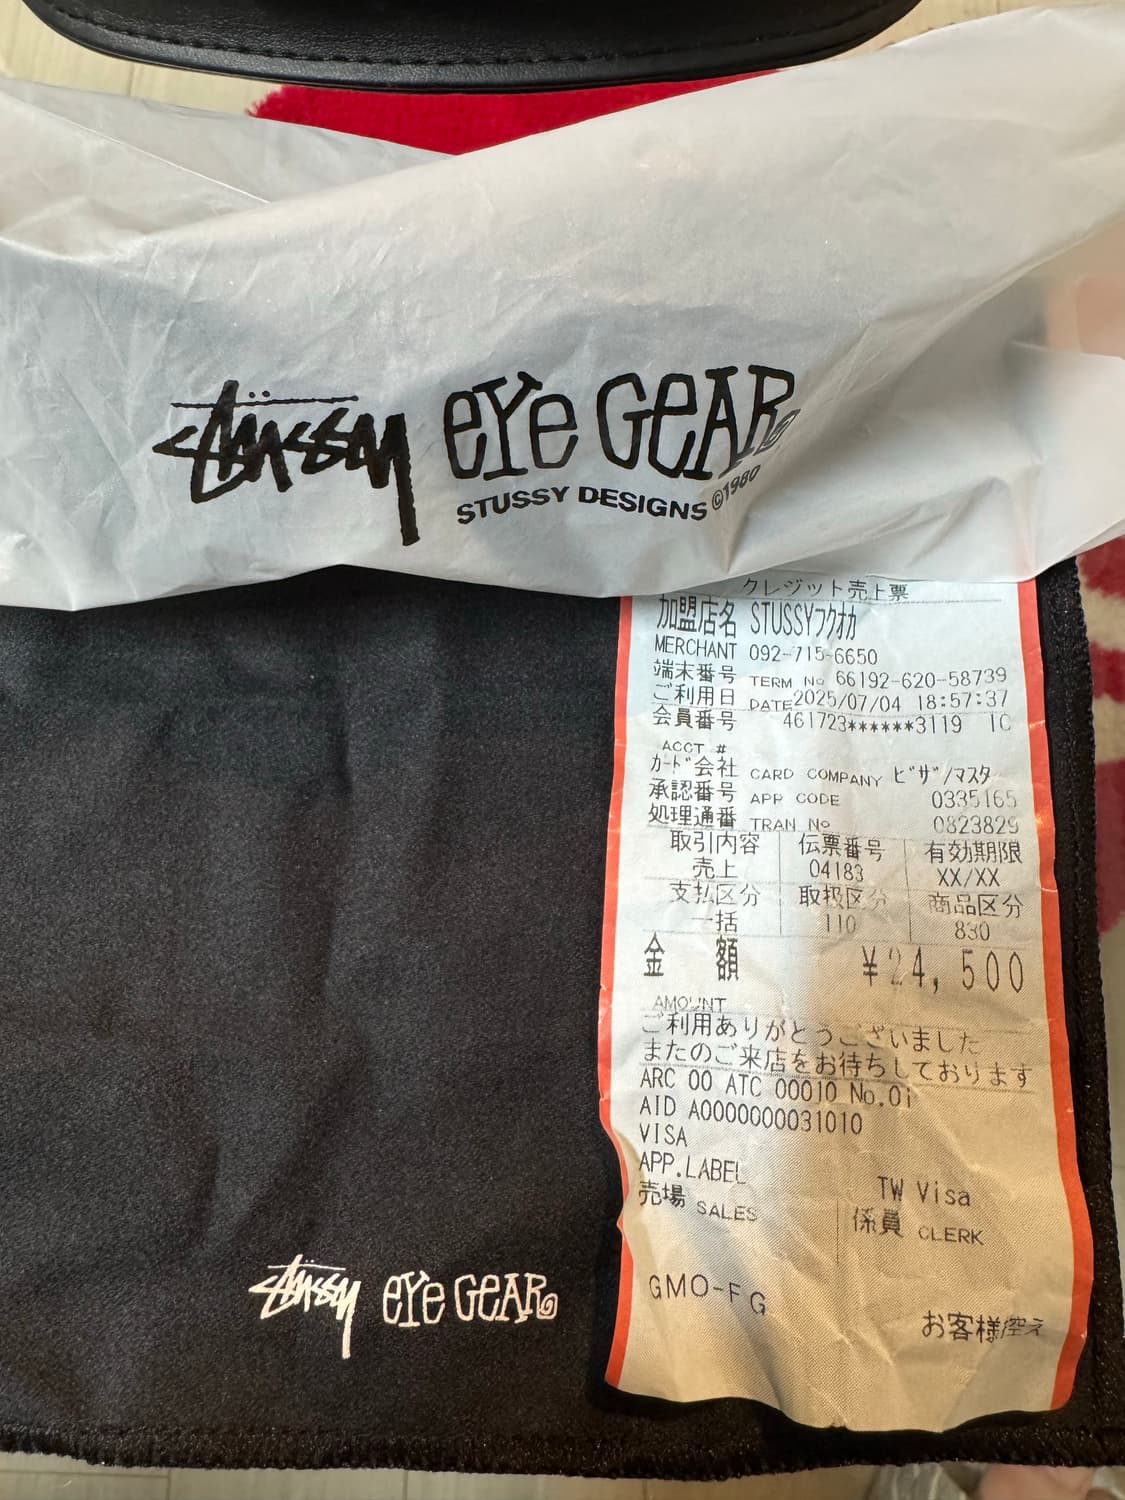 STÜSSY EYE GEAR
STUSSY DESIGNS ©1980
クレジット売上票
加盟店名 STUSSYフクオカ
MERCHANT 092-715-6650
端末番号 TERM No 66192-620-58739
ご利用日 DATE 2025/07/04 18:57:37
会員番号 461723******3119 IC
ACCT #
カード会社 CARD COMPANY ビザ/マスタ
承認番号 APP CODE 0335165
処理通番 TRAN No 0823829
取引内容 伝票番号 有効期限
売上 04183 XX/XX
支払区分 取扱区分 商品区分
一括 110 830
金 額 ¥24,500
AMOUNT
ご利用ありがとうございました
またのご来店をお待ちしております
ARC 00 ATC 00010 No.01
AID A0000000031010
VISA
APP.LABEL
TW Visa
売場 SALES 係員 CLERK
GMO-FG
お客様控え
STÜSSY EYE GEAR